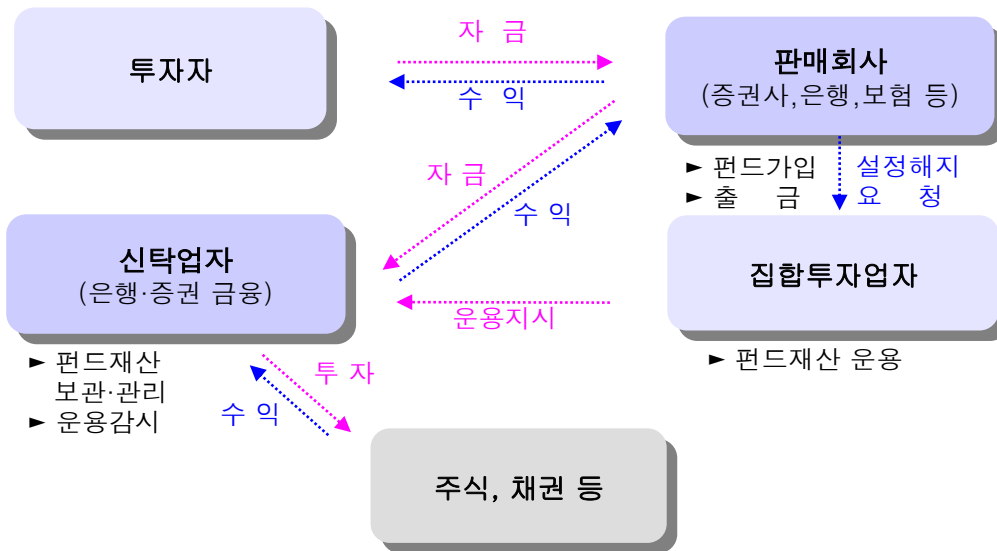 투자자
자 금
수 익
판매회사
(증권사,은행,보험 등)
► 펀드가입
► 출 금
설정해지
요 청
자 금
수 익
신탁업자
(은행·증권 금융)
집합투자업자
운용지시
► 펀드재산
보관·관리
► 운용감시
► 펀드재산 운용
투 자
수 익
주식, 채권 등